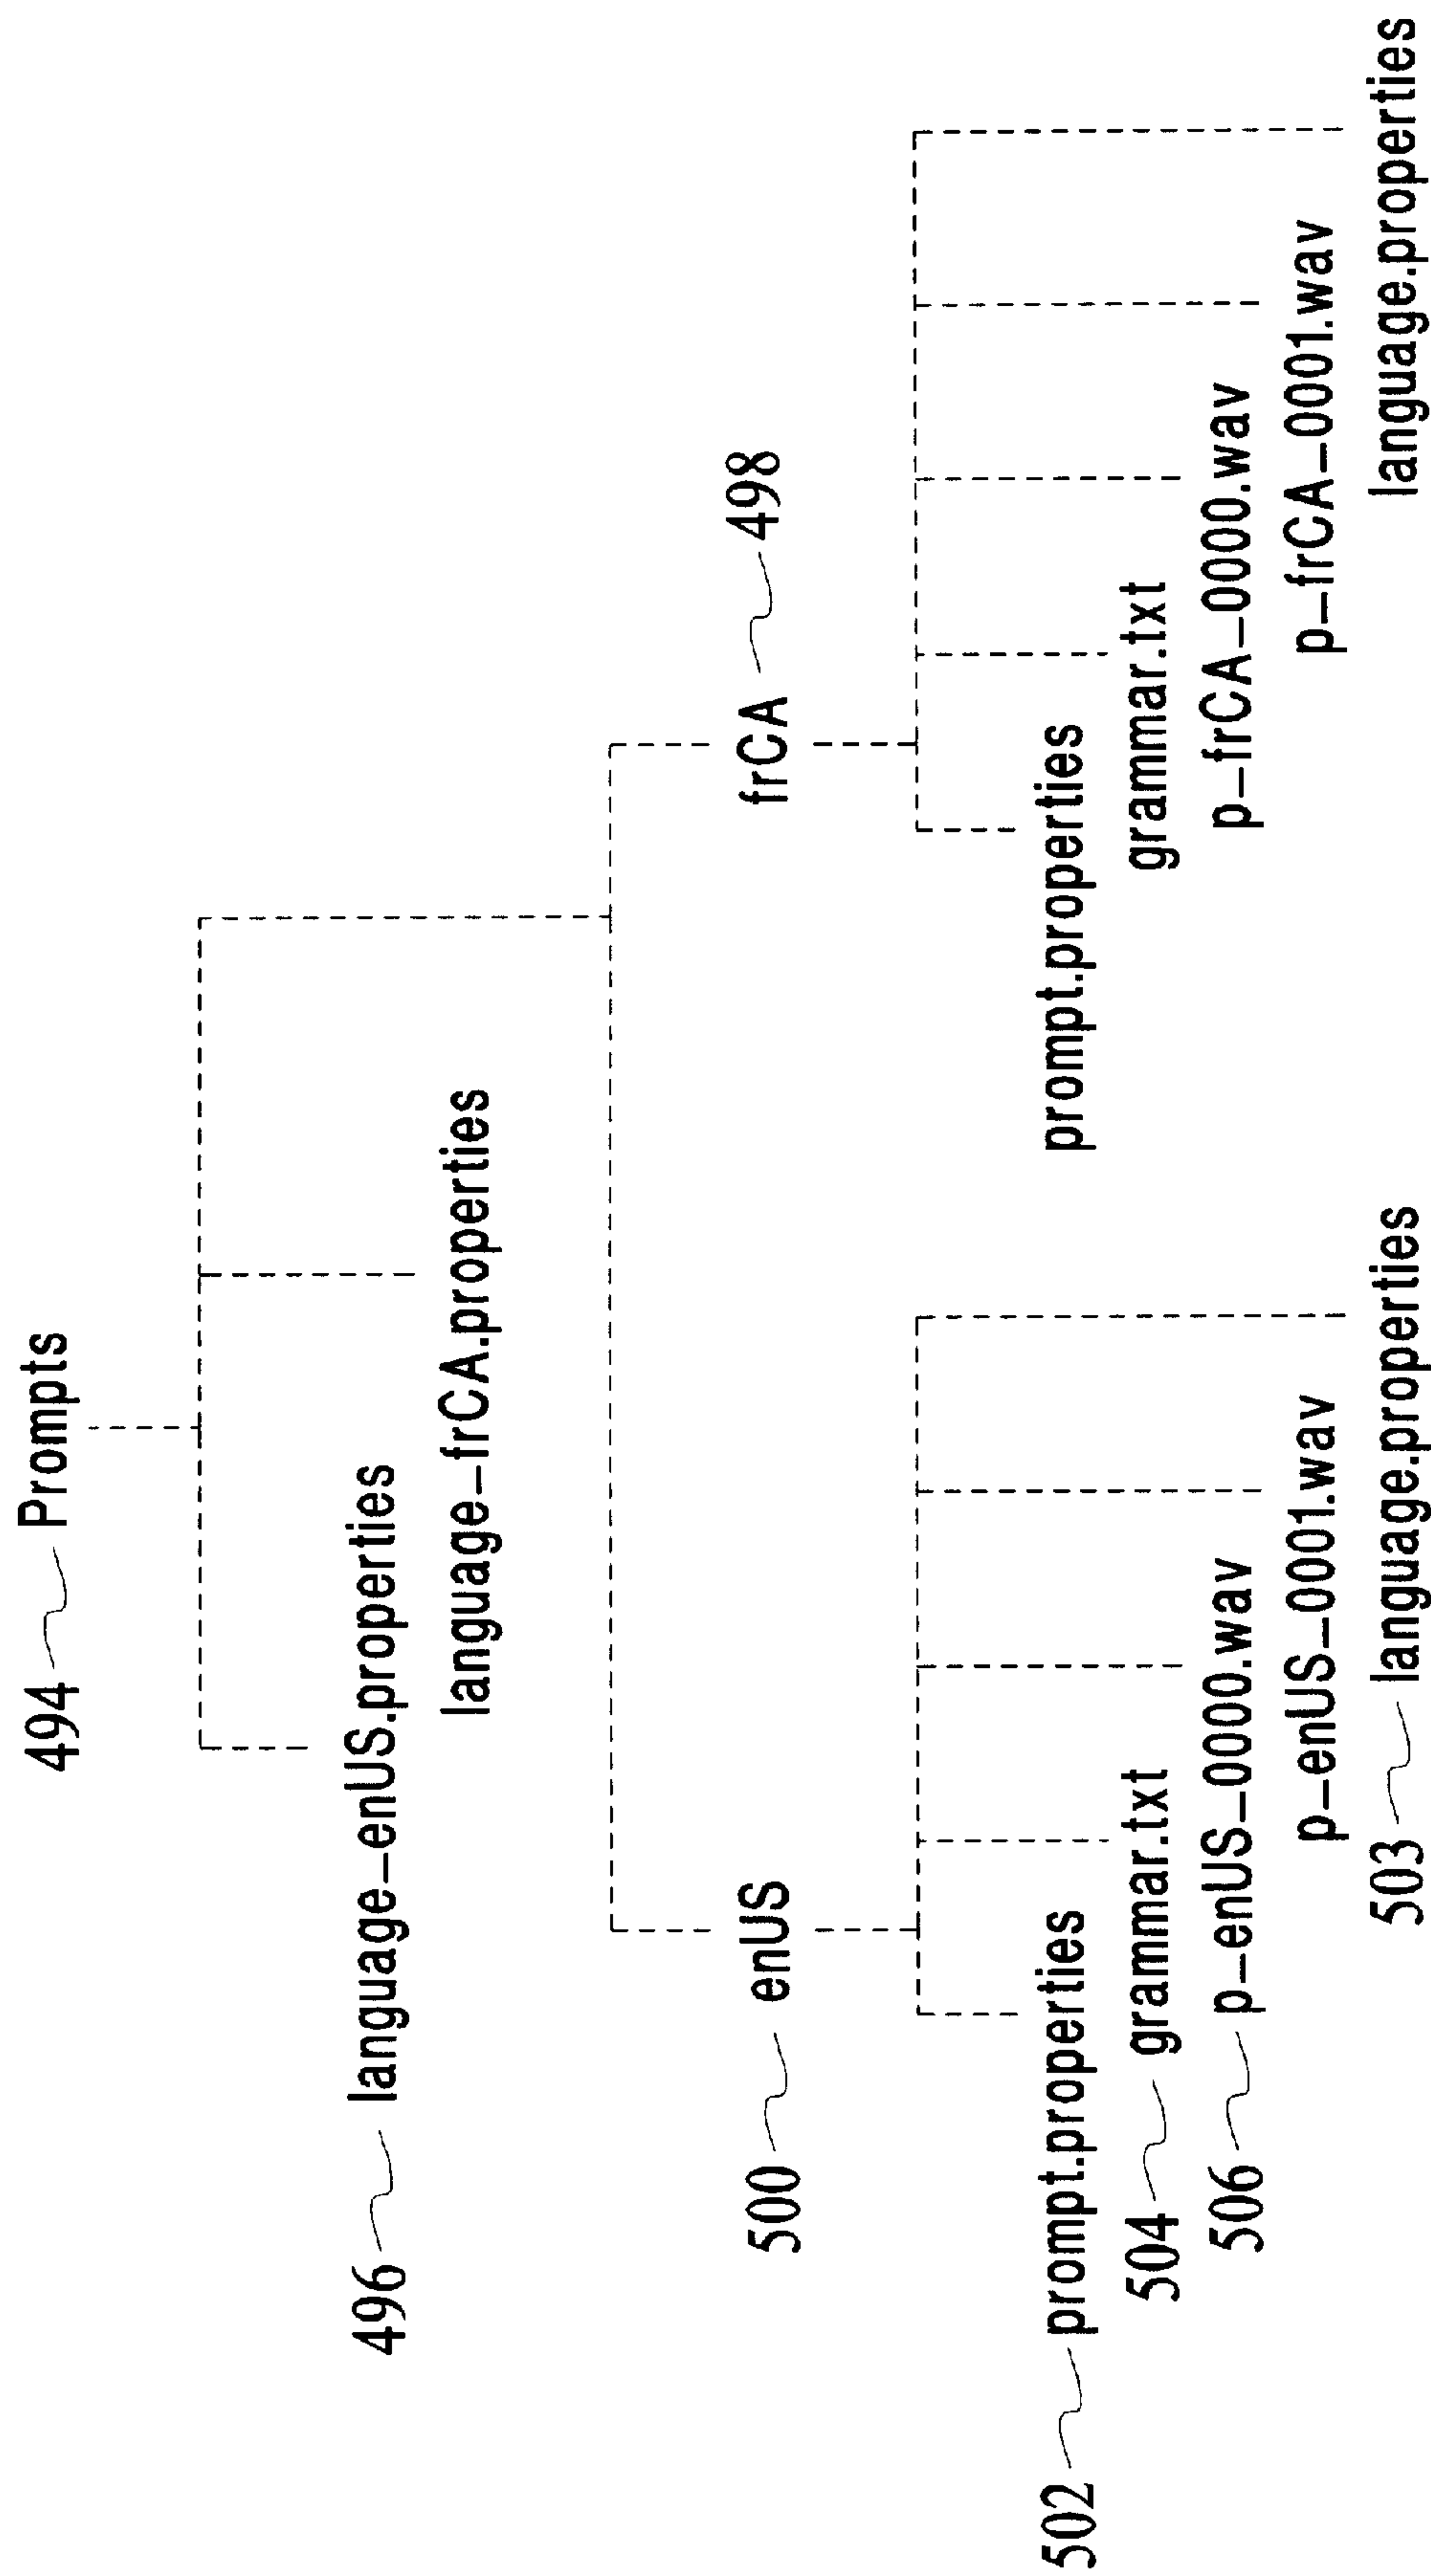 494 Prompts
496 language–enUS.properties
language–frCA.properties
500 enUS
frCA 498
502 prompt.properties
504 grammar.txt
506 p–enUS–0000.wav
p–enUS–0001.wav
503 language.properties
prompt.properties
grammar.txt
p–frCA–0000.wav
p–frCA–0001.wav
language.properties